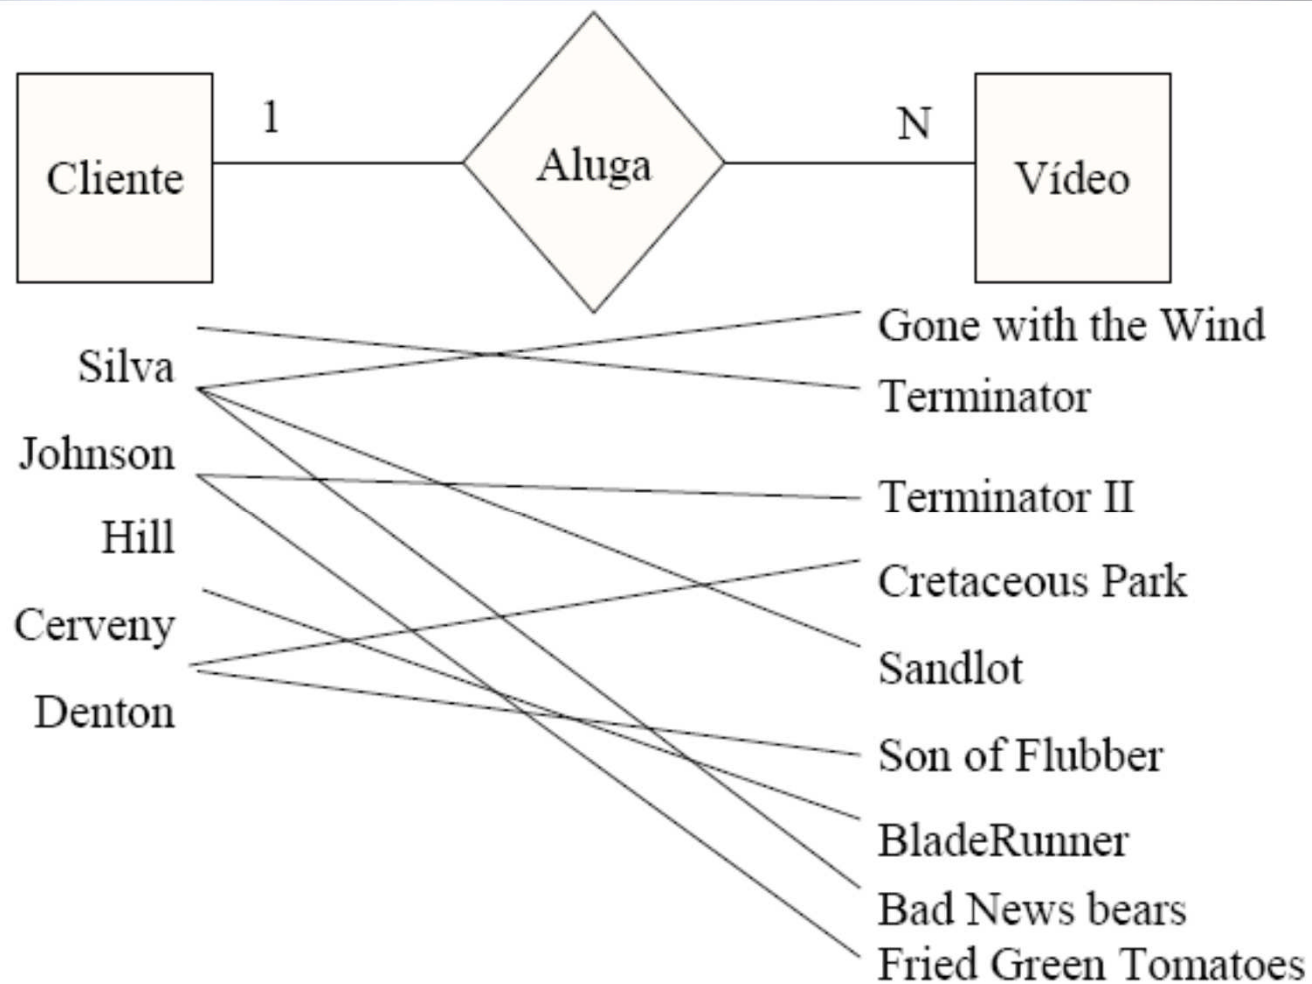 1
N
Cliente
Aluga
Vídeo
Silva
Johnson
Hill
Cerveny
Denton
Gone with the Wind
Terminator
Terminator II
Cretaceous Park
Sandlot
Son of Flubber
BladeRunner
Bad News bears
Fried Green Tomatoes